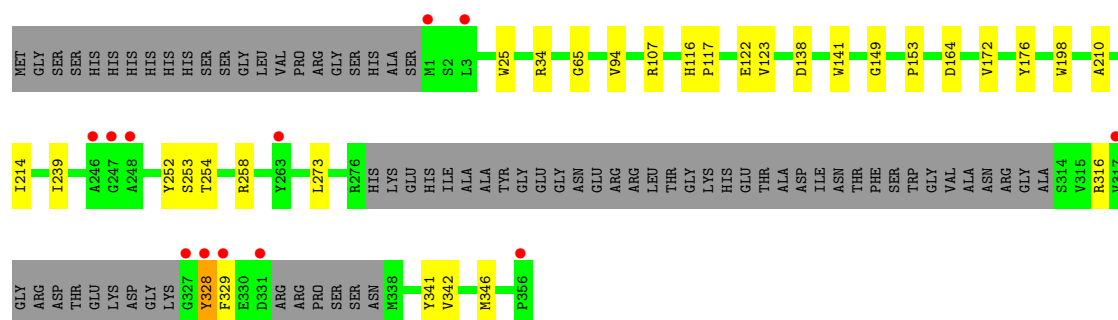 MET GLY SER SER HIS HIS HIS HIS HIS HIS SER SER GLY LEU VAL PRO ARG GLY SER HIS ALA SER M1 S2 L3 W25 R34 G65 V94 R107 H116 P117 E122 V123 D138 W141 G149 P153 D164 V172 Y176 W198 A210
I214 I239 A246 G247 A248 Y252 S253 T254 R258 Y263 L273 R276 HIS LYS GLU HIS ILE ALA ALA TYR GLY GLU GLY ASN GLU ARG ARG LEU THR GLY LYS HIS GLU THR ALA ASP ILE ASN THR PHE SER TRP GLY VAL ALA ASN ARG GLY ALA S314 V315 R316 V317
GLY ARG ASP THR GLU LYS ASP GLY LYS G327 Y328 F329 E330 D331 ARG ARG PRO SER SER ASN M338 Y341 V342 M346 P356